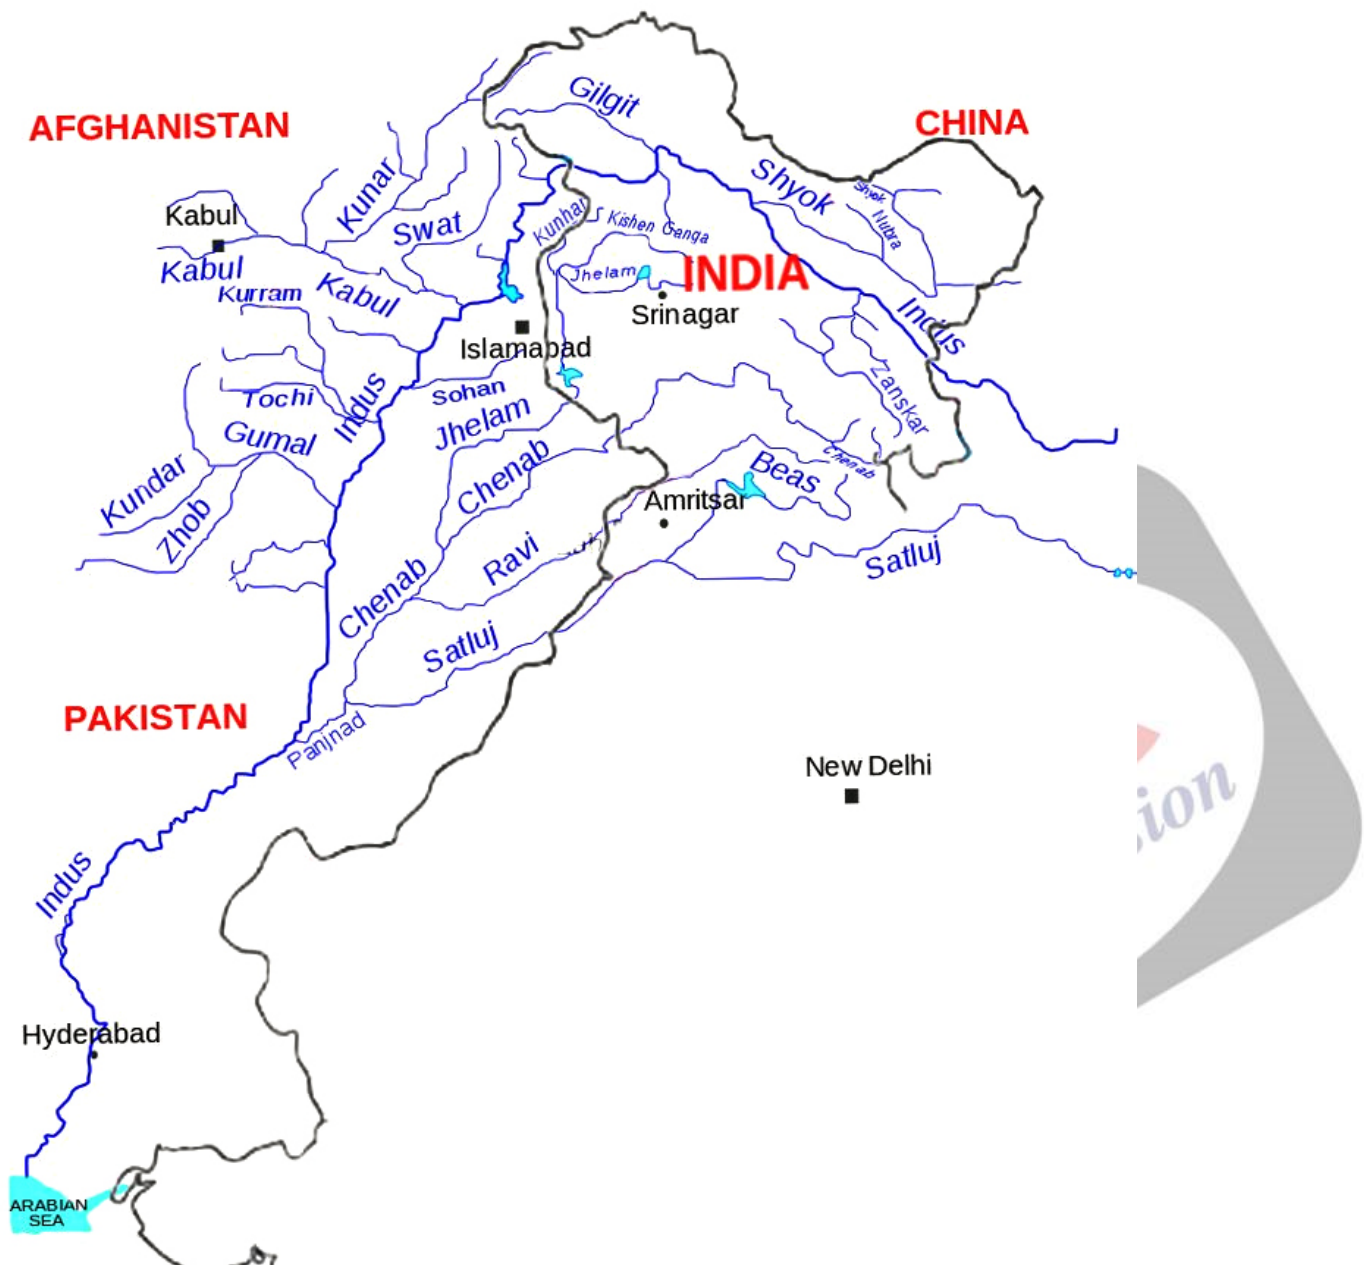 Gilgit
AFGHANISTAN
CHINA
Shyok
Shyok
Nubra
Kunar
Swat
Kabul
Kabul
Kurram
Kabul
Kunhar
Kishen Ganga
Jhelam
INDIA
Srinagar
Indus
Islamabad
Sohan
Indus
Tochi
Gumal
Jhelam
Zanskar
Chenab
Chenab
Beas
Kundar
Zhob
Amritsar
Ravi
Satluj
Chenab
Satluj
PAKISTAN
Panjnad
New Delhi
ion
Indus
Hyderabad
ARABIAN
SEA